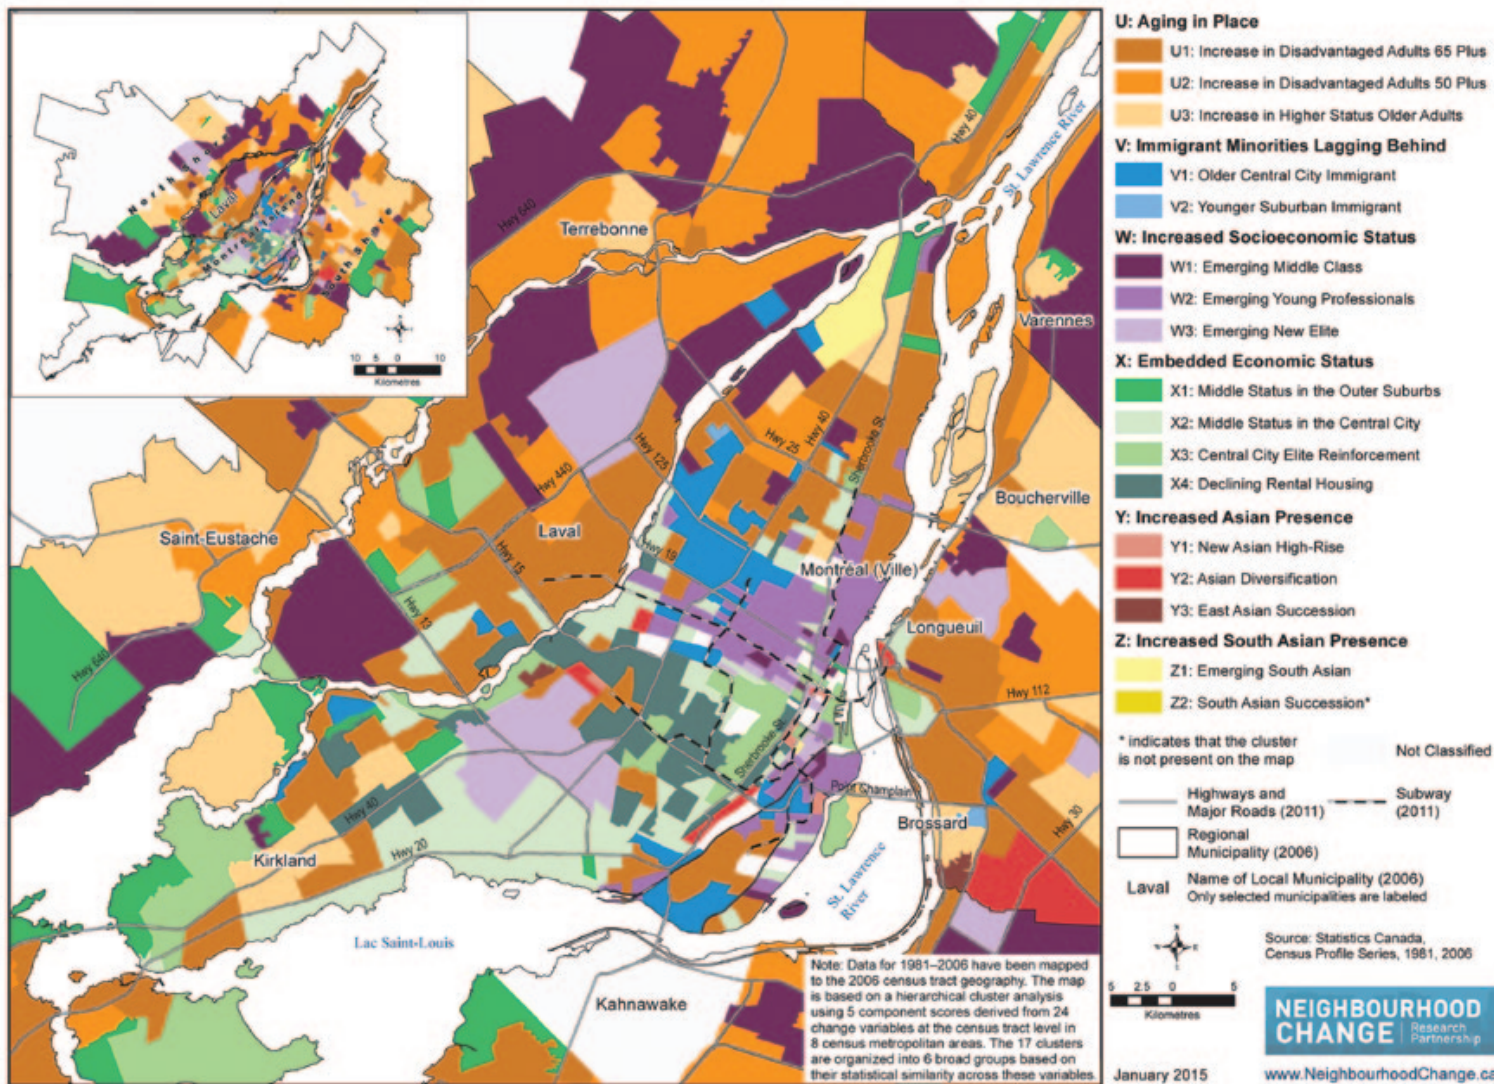 North Shore
Laval
Montreal Island
South Shore
10 5 0 10
Kilometres
Hwy 40
St. Lawrence River
Hwy 640
Terrebonne
Varennes
Hwy 25
Hwy 40
Sherbrooke St.
Hwy 125
Hwy 440
Boucherville
Saint-Eustache
Laval
Hwy 15
Hwy 19
Montréal (Ville)
Hwy 13
Longueuil
Hwy 640
Hwy 112
Sherbrooke St.
Point Champlain
Hwy 40
Brossard
Hwy 30
Kirkland
Hwy 20
St. Lawrence
River
Lac Saint-Louis
Kahnawake
Note: Data for 1981–2006 have been mapped
to the 2006 census tract geography. The map
is based on a hierarchical cluster analysis
using 5 component scores derived from 24
change variables at the census tract level in
8 census metropolitan areas. The 17 clusters
are organized into 6 broad groups based on
their statistical similarity across these variables.
U: Aging in Place
U1: Increase in Disadvantaged Adults 65 Plus
U2: Increase in Disadvantaged Adults 50 Plus
U3: Increase in Higher Status Older Adults
V: Immigrant Minorities Lagging Behind
V1: Older Central City Immigrant
V2: Younger Suburban Immigrant
W: Increased Socioeconomic Status
W1: Emerging Middle Class
W2: Emerging Young Professionals
W3: Emerging New Elite
X: Embedded Economic Status
X1: Middle Status in the Outer Suburbs
X2: Middle Status in the Central City
X3: Central City Elite Reinforcement
X4: Declining Rental Housing
Y: Increased Asian Presence
Y1: New Asian High-Rise
Y2: Asian Diversification
Y3: East Asian Succession
Z: Increased South Asian Presence
Z1: Emerging South Asian
Z2: South Asian Succession*
* indicates that the cluster
is not present on the map
Not Classified
Highways and
Major Roads (2011)
Subway
(2011)
Regional
Municipality (2006)
Laval
Name of Local Municipality (2006)
Only selected municipalities are labeled
N
W E
S
Source: Statistics Canada,
Census Profile Series, 1981, 2006
5 2.5 0 5
Kilometres
NEIGHBOURHOOD
CHANGE Research
Partnership
January 2015
www.NeighbourhoodChange.ca